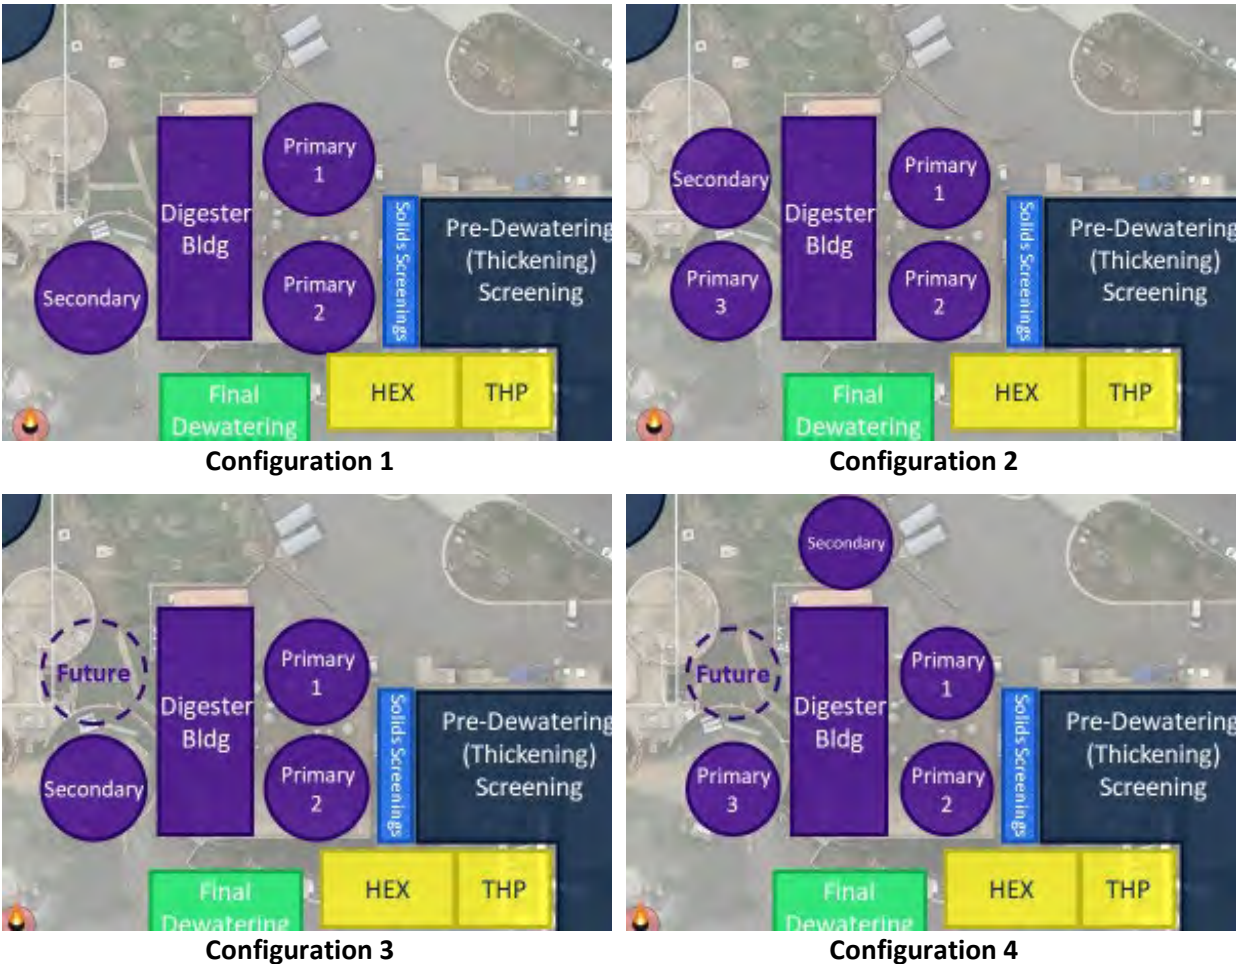 Primary
1
Digester
Bldg
Secondary
Primary
2
Solids Screenings
Pre-Dewatering
(Thickening)
Screening
HEX
THP
Final
Dewatering
Configuration 1
Secondary
Primary
1
Digester
Bldg
Primary
3
Primary
2
Solids Screenings
Pre-Dewatering
(Thickening)
Screening
HEX
THP
Final
Dewatering
Configuration 2
Future
Primary
1
Digester
Bldg
Secondary
Primary
2
Solids Screenings
Pre-Dewatering
(Thickening)
Screening
HEX
THP
Final
Dewatering
Configuration 3
Secondary
Future
Primary
1
Digester
Bldg
Primary
3
Primary
2
Solids Screenings
Pre-Dewatering
(Thickening)
Screening
HEX
THP
Final
Dewatering
Configuration 4